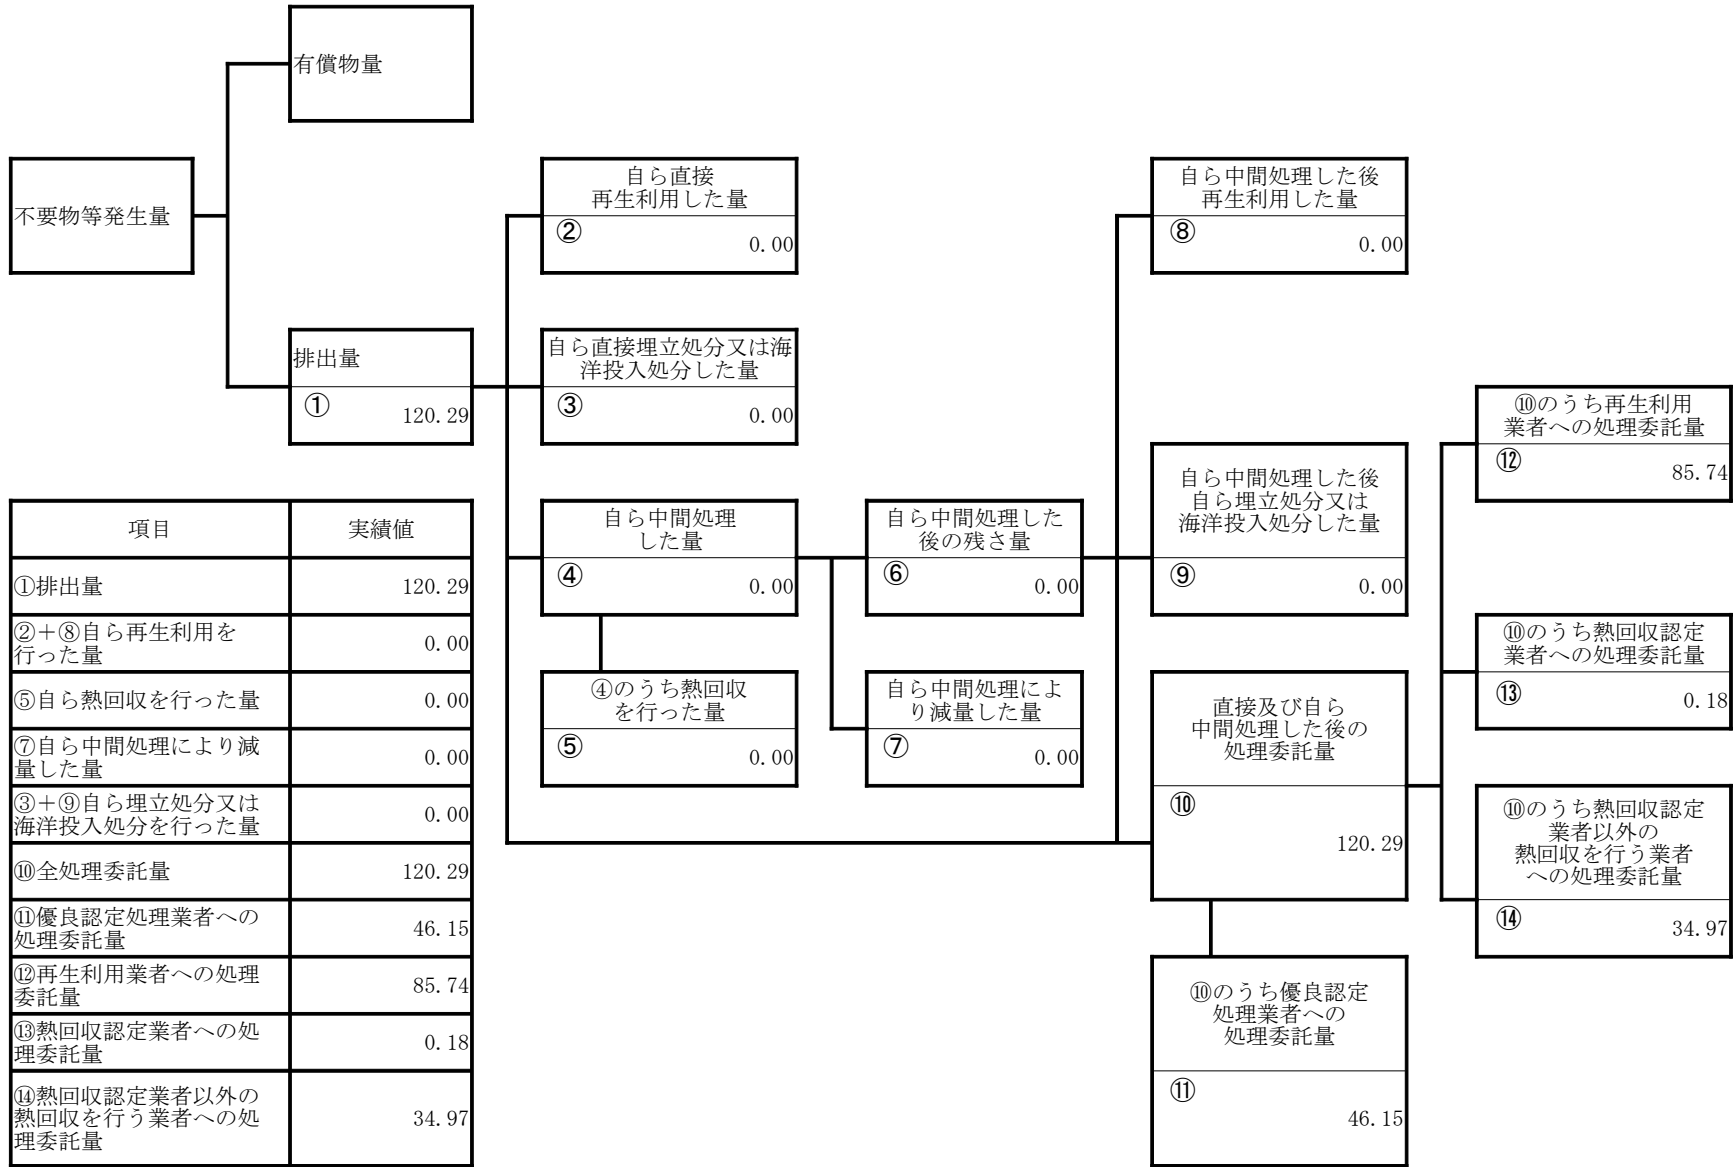 有償物量
不要物等発生量
自ら直接
再生利用した量
②
0.00
自ら中間処理した後
再生利用した量
⑧
0.00
排出量
①
120.29
自ら直接埋立処分又は海
洋投入処分した量
③
0.00
⑩のうち再生利用
業者への処理委託量
⑫
85.74
自ら中間処理
した量
④
0.00
自ら中間処理した
後の残さ量
⑥
0.00
自ら中間処理した後
自ら埋立処分又は
海洋投入処分した量
⑨
0.00
⑩のうち熱回収認定
業者への処理委託量
⑬
0.18
④のうち熱回収
を行った量
⑤
0.00
自ら中間処理によ
り減量した量
⑦
0.00
直接及び自ら
中間処理した後の
処理委託量
⑩
120.29
⑩のうち熱回収認定
業者以外の
熱回収を行う業者
への処理委託量
⑭
34.97
⑩のうち優良認定
処理業者への
処理委託量
⑪
46.15
項目 実績値
①排出量 120.29
②＋⑧自ら再生利用を
行った量 0.00
⑤自ら熱回収を行った量 0.00
⑦自ら中間処理により減
量した量 0.00
③＋⑨自ら埋立処分又は
海洋投入処分を行った量 0.00
⑩全処理委託量 120.29
⑪優良認定処理業者への
処理委託量 46.15
⑫再生利用業者への処理
委託量 85.74
⑬熱回収認定業者への処
理委託量 0.18
⑭熱回収認定業者以外の
熱回収を行う業者への処
理委託量 34.97